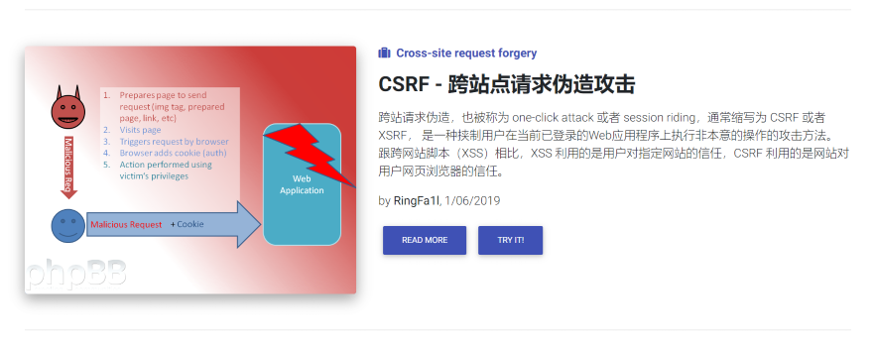 1. Prepares page to send
request (img tag, prepared
page, link, etc)
2. Visits page
3. Triggers request by browser
4. Browser adds cookie (auth)
5. Action performed using
victim's privileges
Malicious Req
Web
Application
Malicious Request + Cookie
phpBB
Cross-site request forgery
CSRF - 跨站点请求伪造攻击
跨站请求伪造，也被称为 one-click attack 或者 session riding，通常缩写为 CSRF 或者
XSRF， 是一种挟制用户在当前已登录的Web应用程序上执行非本意的操作的攻击方法。
跟跨网站脚本（XSS）相比，XSS 利用的是用户对指定网站的信任，CSRF 利用的是网站对
用户网页浏览器的信任。
by RingFa1l, 1/06/2019
READ MORE
TRY IT!